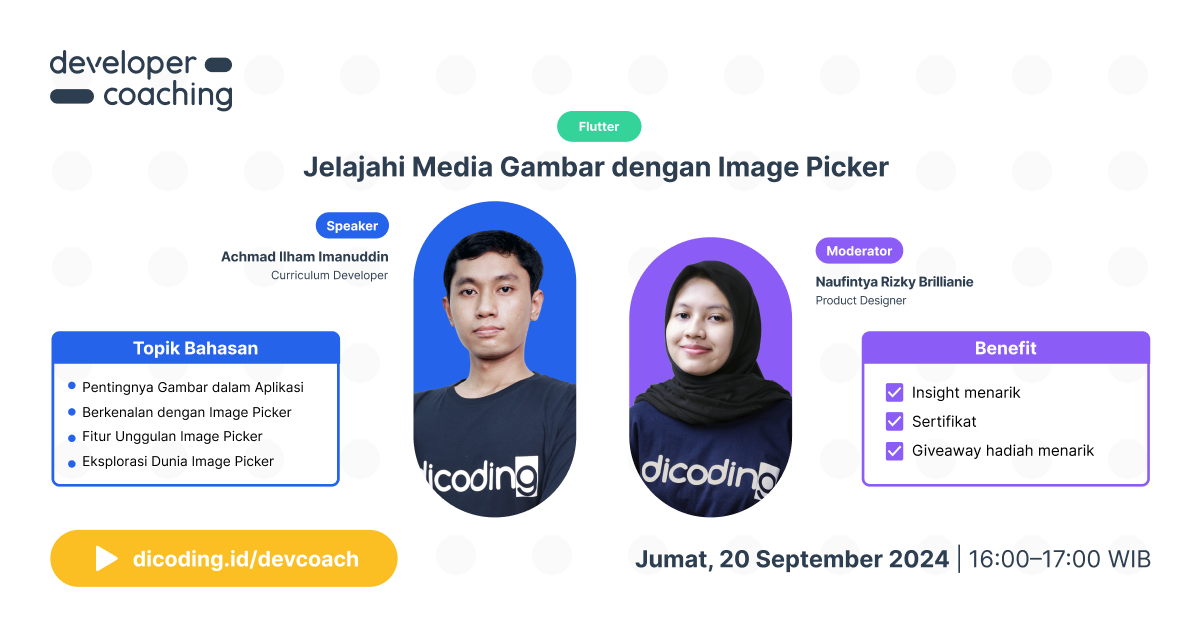 developer
coaching
Flutter
Jelajahi Media Gambar dengan Image Picker
Speaker
Achmad Ilham Imanuddin
Curriculum Developer
Moderator
Naufintya Rizky Brillianie
Product Designer
Topik Bahasan
Pentingnya Gambar dalam Aplikasi
Berkenalan dengan Image Picker
Fitur Unggulan Image Picker
Eksplorasi Dunia Image Picker
dicoding
dicoding
Benefit
Insight menarik
Sertifikat
Giveaway hadiah menarik
dicoding.id/devcoach
Jumat, 20 September 2024 | 16:00–17:00 WIB